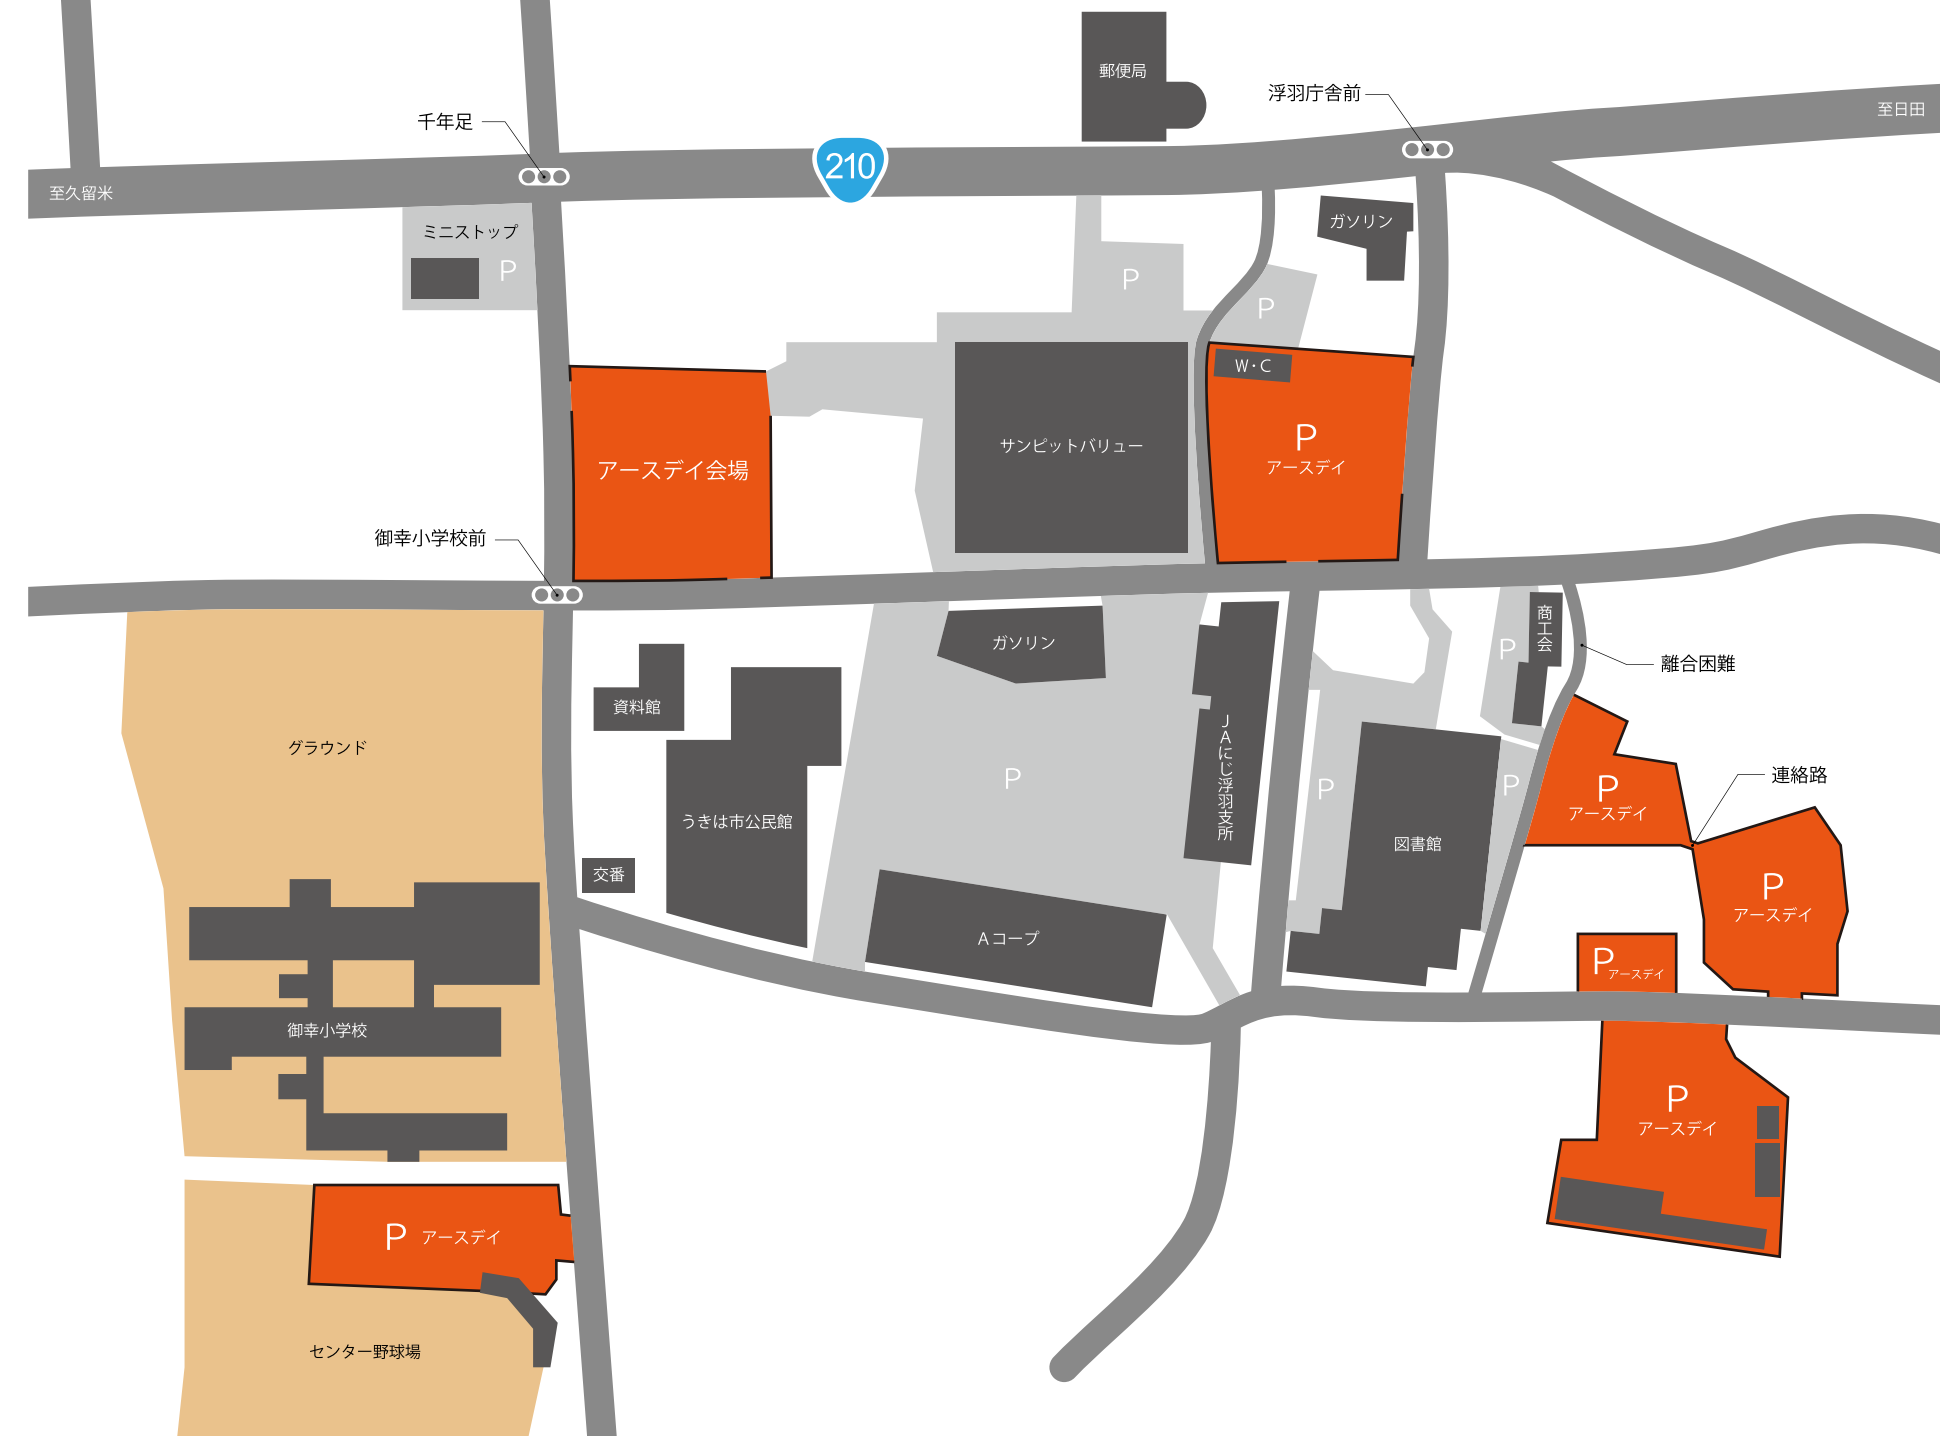 郵便局
浮羽庁舎前
至日田
千年足
210
至久留米
ミニストップ
P
ガソリン
P
P
W・C
サンピットバリュー
P
アースデイ
アースデイ会場
御幸小学校前
商工会
P
離合困難
ガソリン
資料館
グラウンド
JAにじ浮羽支所
P
P
P
連絡路
P
アースデイ
うきは市公民館
図書館
交番
P
アースデイ
Aコープ
P
アースデイ
御幸小学校
P
アースデイ
P アースデイ
センター野球場